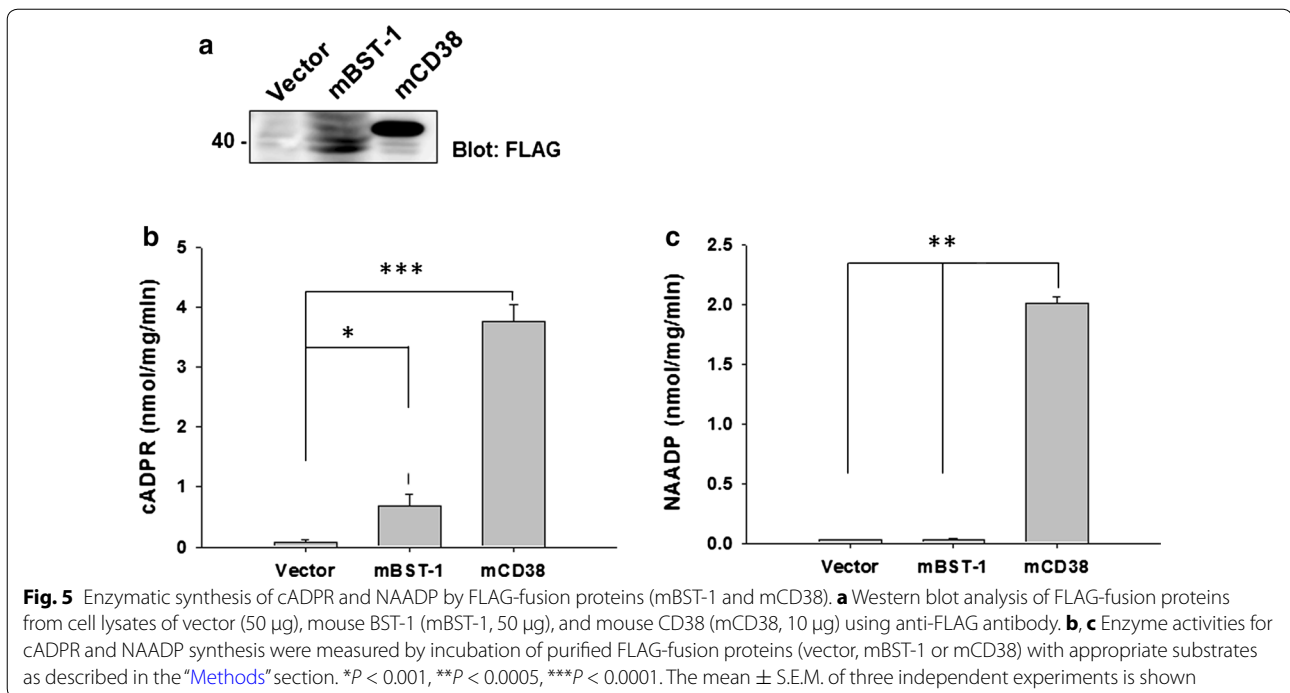 a
Vector mBST-1 mCD38
40 -
Blot: FLAG
b
cADPR (nmol/mg/mln)
5
4
3
2
1
0
***
*
Vector mBST-1 mCD38
c
NAADP (nmol/mg/mln)
2.5
2.0
1.5
1.0
0.5
0.0
**
Vector mBST-1 mCD38
Fig. 5 Enzymatic synthesis of cADPR and NAADP by FLAG-fusion proteins (mBST-1 and mCD38). a Western blot analysis of FLAG-fusion proteins
from cell lysates of vector (50 µg), mouse BST-1 (mBST-1, 50 µg), and mouse CD38 (mCD38, 10 µg) using anti-FLAG antibody. b, c Enzyme activities for
cADPR and NAADP synthesis were measured by incubation of purified FLAG-fusion proteins (vector, mBST-1 or mCD38) with appropriate substrates
as described in the “Methods” section. *P < 0.001, **P < 0.0005, ***P < 0.0001. The mean ± S.E.M. of three independent experiments is shown